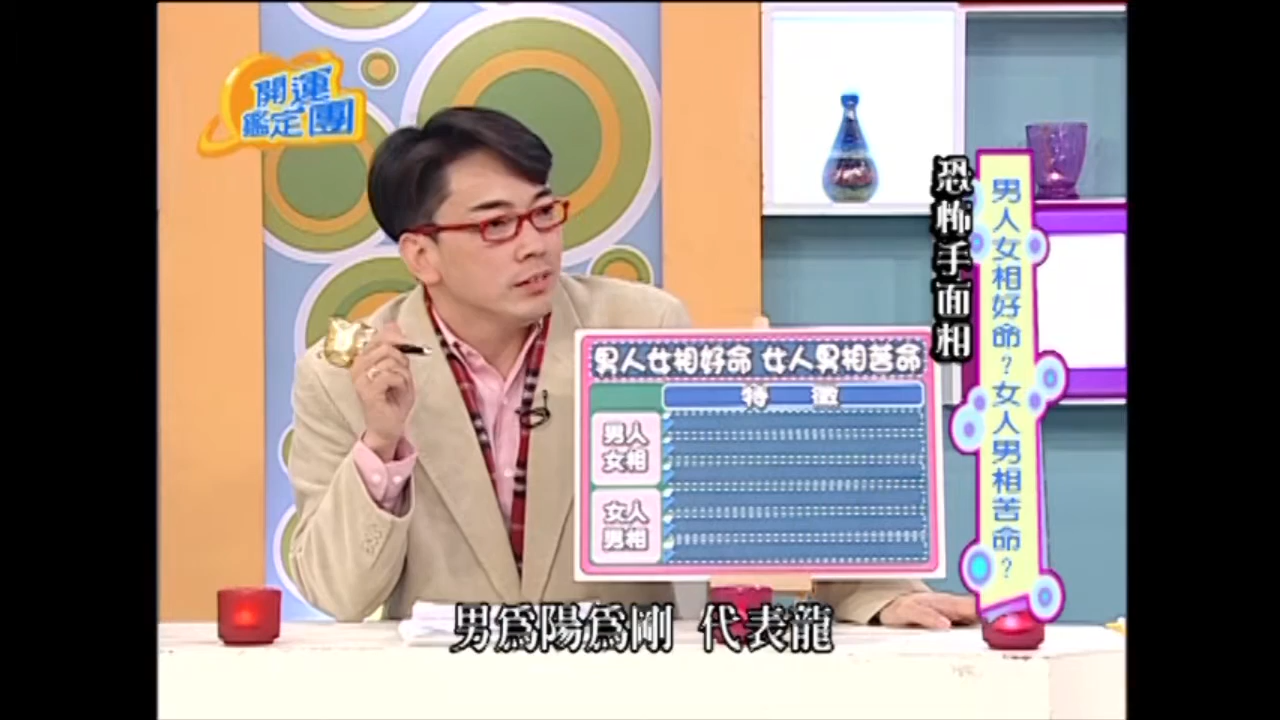 開運
鑑定團
恐怖手面相
男人女相好命？女人男相苦命？
男人女相好命 女人男相苦命
特 徵
男人
女相
女人
男相
男為陽為剛 代表龍